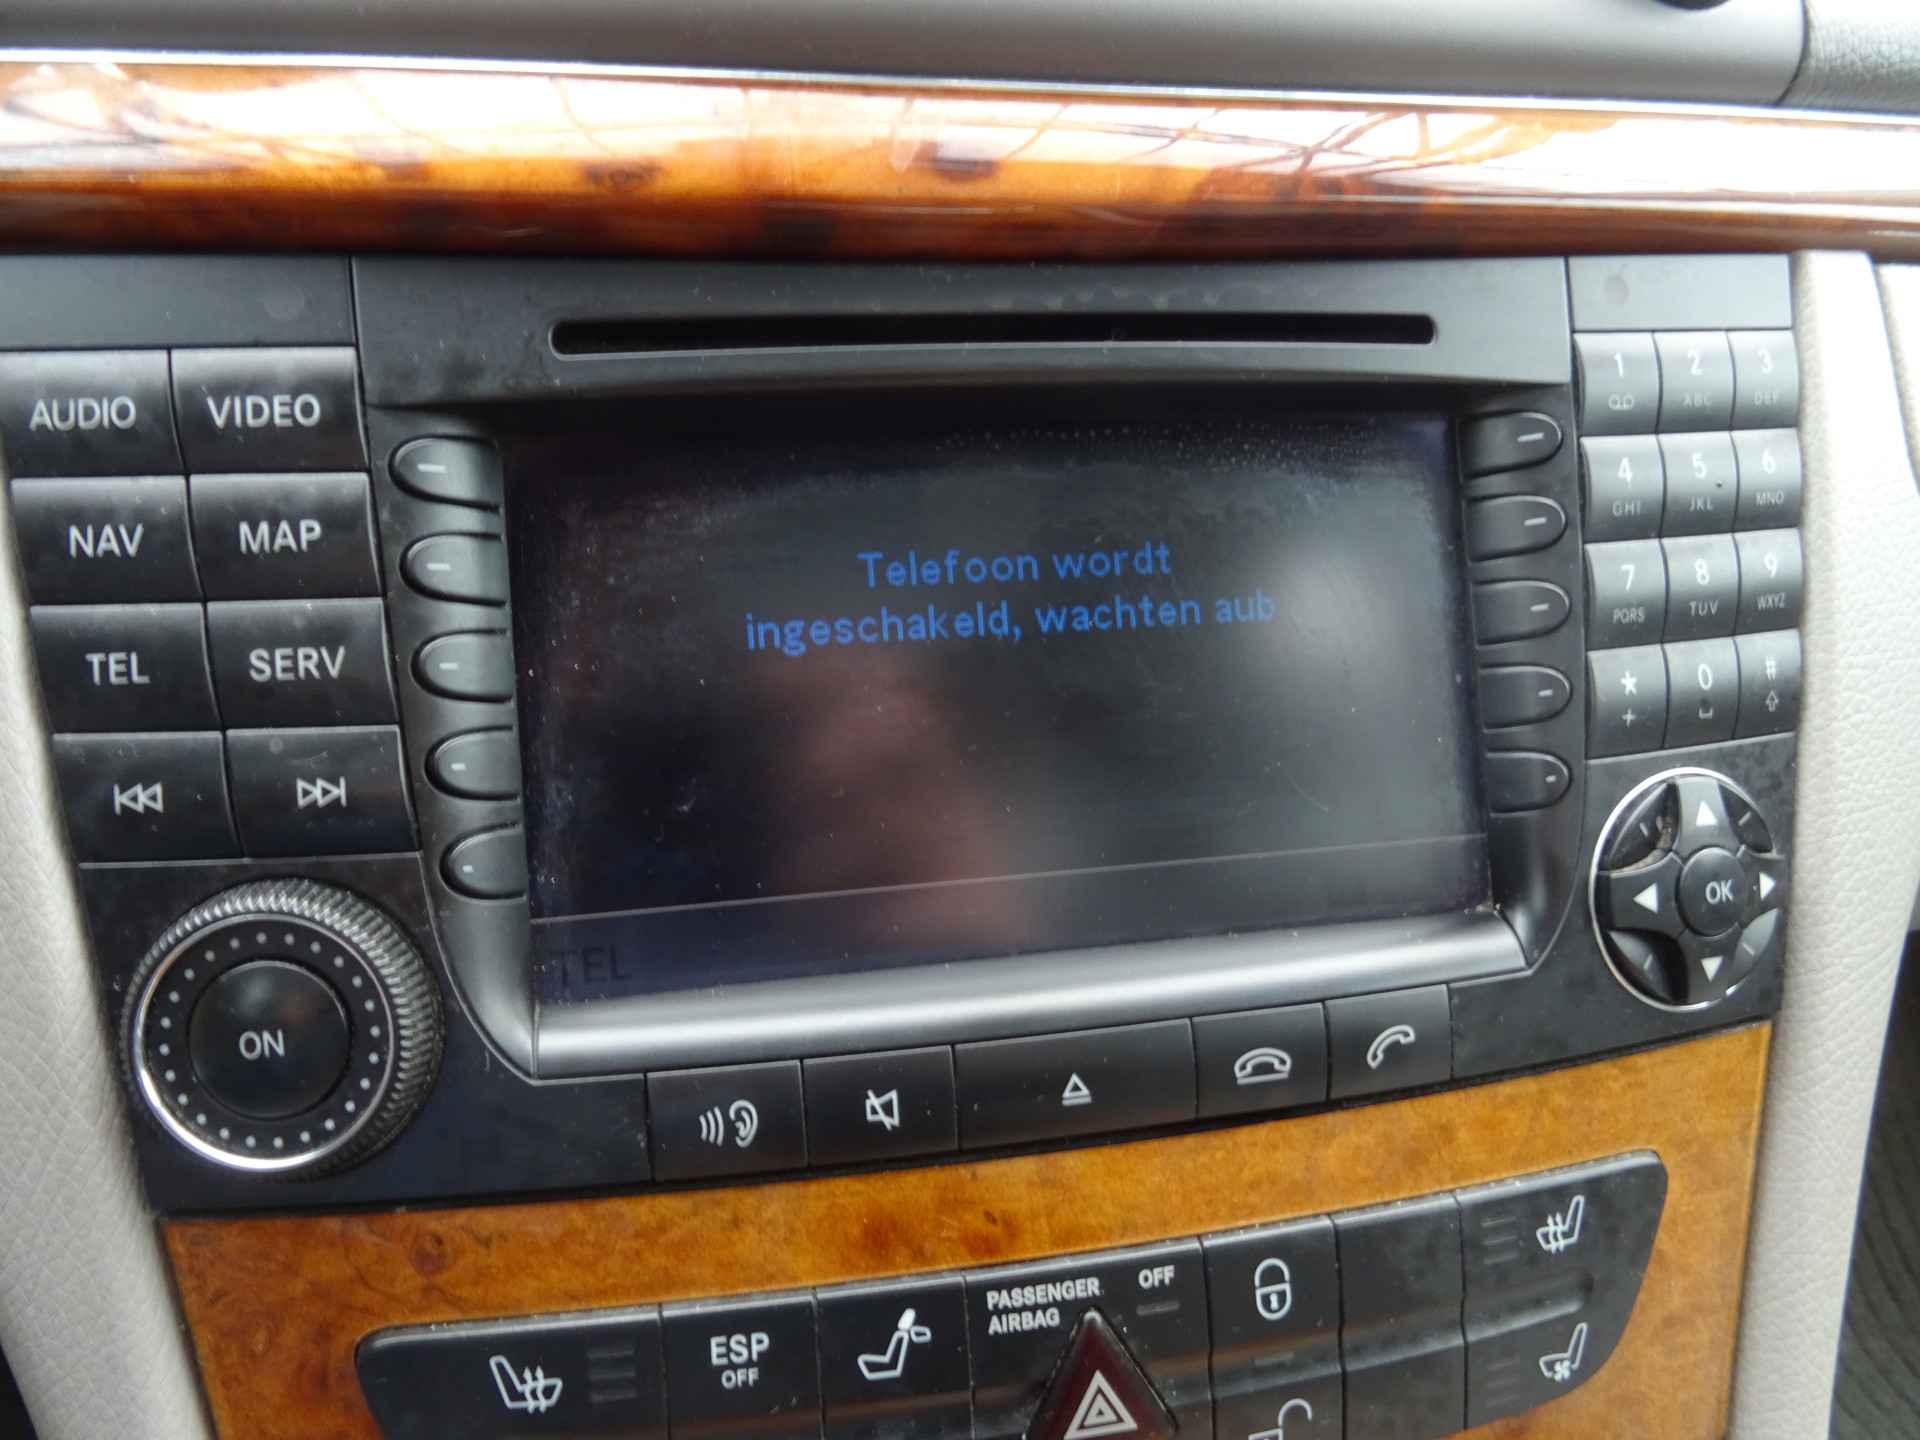 AUDIO VIDEO
NAV MAP
TEL SERV
ON
Telefoon wordt
ingeschakeld, wachten aub
TEL
1 2 ABC 3 DEF
4 GHI 5 JKL 6 MNO
7 PQRS 8 TUV 9 WXYZ
* + 0 #
OK
ESP
OFF
PASSENGER OFF
AIRBAG